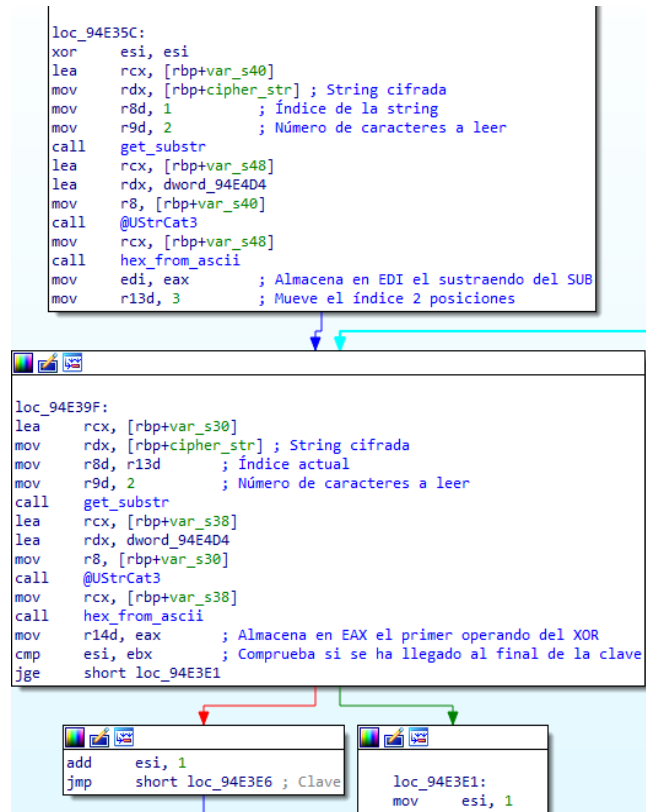 loc_94E35C:
xor esi, esi
lea rcx, [rbp+var_s40]
mov rdx, [rbp+cipher_str] ; String cifrada
mov r8d, 1 ; Índice de la string
mov r9d, 2 ; Número de caracteres a leer
call get_substr
lea rcx, [rbp+var_s48]
lea rdx, dword_94E4D4
mov r8, [rbp+var_s40]
call @UStrCat3
mov rcx, [rbp+var_s48]
call hex_from_ascii
mov edi, eax ; Almacena en EDI el sustraendo del SUB
mov r13d, 3 ; Mueve el índice 2 posiciones
loc_94E39F:
lea rcx, [rbp+var_s30]
mov rdx, [rbp+cipher_str] ; String cifrada
mov r8d, r13d ; Índice actual
mov r9d, 2 ; Número de caracteres a leer
call get_substr
lea rcx, [rbp+var_s38]
lea rdx, dword_94E4D4
mov r8, [rbp+var_s30]
call @UStrCat3
mov rcx, [rbp+var_s38]
call hex_from_ascii
mov r14d, eax ; Almacena en EAX el primer operando del XOR
cmp esi, ebx ; Comprueba si se ha llegado al final de la clave
jge short loc_94E3E1
add esi, 1
jmp short loc_94E3E6 ; Clave
loc_94E3E1:
mov esi, 1